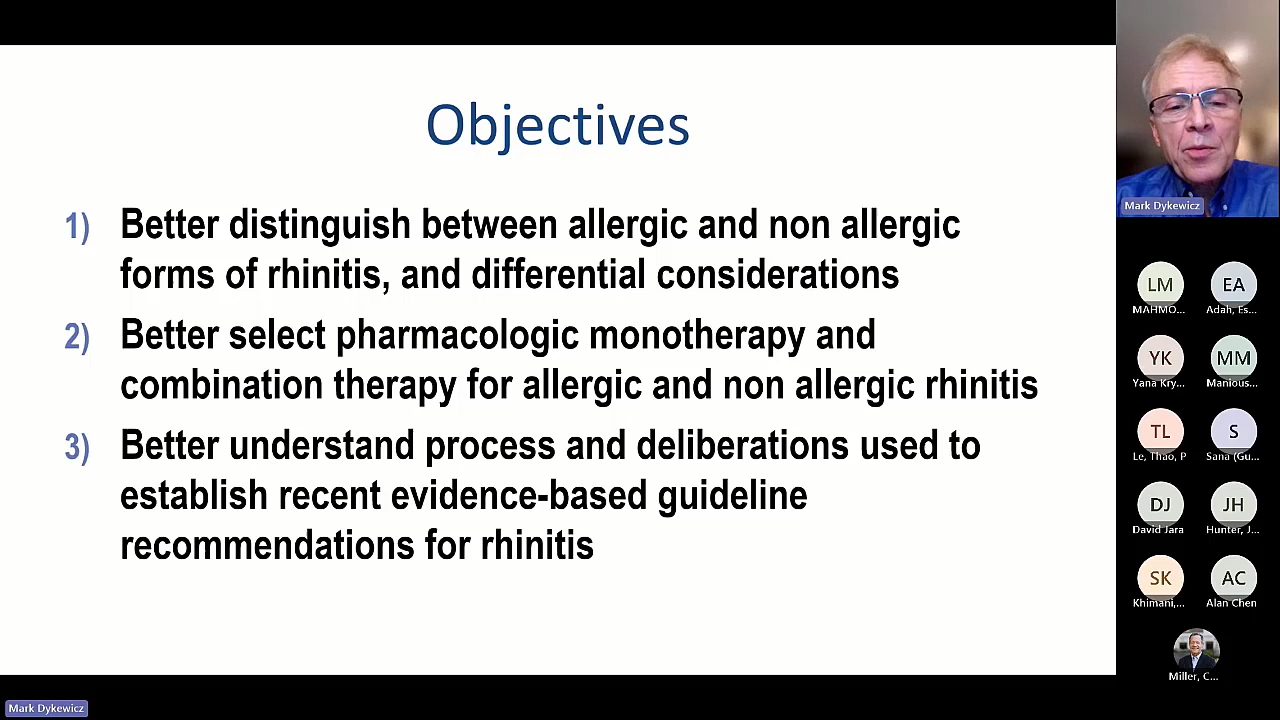 Objectives
1) Better distinguish between allergic and non allergic
forms of rhinitis, and differential considerations
2) Better select pharmacologic monotherapy and
combination therapy for allergic and non allergic rhinitis
3) Better understand process and deliberations used to
establish recent evidence-based guideline
recommendations for rhinitis
Mark Dykewicz
LM
MAHMO...
EA
Adah, Es...
YK
Yana Kry...
MM
Manious...
TL
Le, Thao, P
S
Sana (Gu...
DJ
David Jara
JH
Hunter, J...
SK
Khimani,...
AC
Alan Chen
Miller, C...
Mark Dykewicz